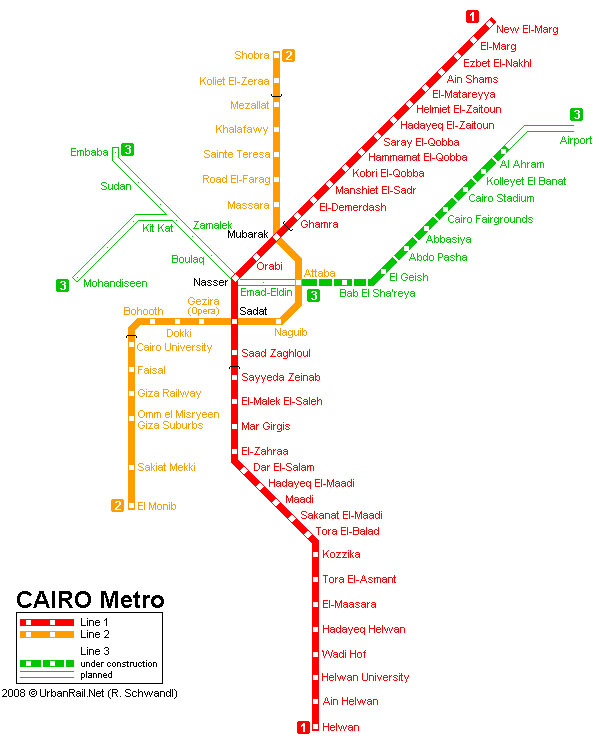 1
New El-Marg
El-Marg
Ezbet El-Nakhl
Ain Shams
El-Matareyya
Helmiet El-Zaitoun
Hadayeq El-Zaitoun
Saray El-Qobba
Hammamat El-Qobba
Kobri El-Qobba
Manshiet El-Sadr
El-Demerdash
Ghamra
Mubarak
Orabi
Nasser
Sadat
Saad Zaghloul
Sayyeda Zeinab
El-Malek El-Saleh
Mar Girgis
El-Zahraa
Dar El-Salam
Hadayeq El-Maadi
Maadi
Sakanat El-Maadi
Tora El-Balad
Kozzika
Tora El-Asmant
El-Maasara
Hadayeq Helwan
Wadi Hof
Helwan University
Ain Helwan
1
Helwan
Shobra
2
Koliet El-Zeraa
Mezallat
Khalafawy
Sainte Teresa
Road El-Farag
Massara
Attaba
Naguib
Gezira
(Opera)
Dokki
Bohooth
Cairo University
Faisal
Giza Railway
Omm el Misryeen
Giza Suburbs
Sakiat Mekki
2
El Monib
3
Airport
Al Ahram
Kolleyet El Banat
Cairo Stadium
Cairo Fairgrounds
Abbasiya
Abdo Pasha
El Geish
Bab El Sha'reya
3
Emad-Eldin
Embaba
3
Sudan
Kit Kat
Zamalek
Boulaq
3
Mohandiseen
CAIRO Metro
Line 1
Line 2
Line 3
under construction
planned
2008 © UrbanRail.Net (R. Schwandl)